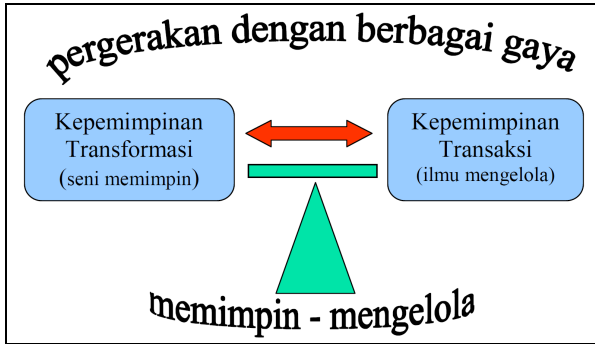 pergerakan dengan berbagai gaya
Kepemimpinan
Transformasi
(seni memimpin)
Kepemimpinan
Transaksi
(ilmu mengelola)
memimpin - mengelola